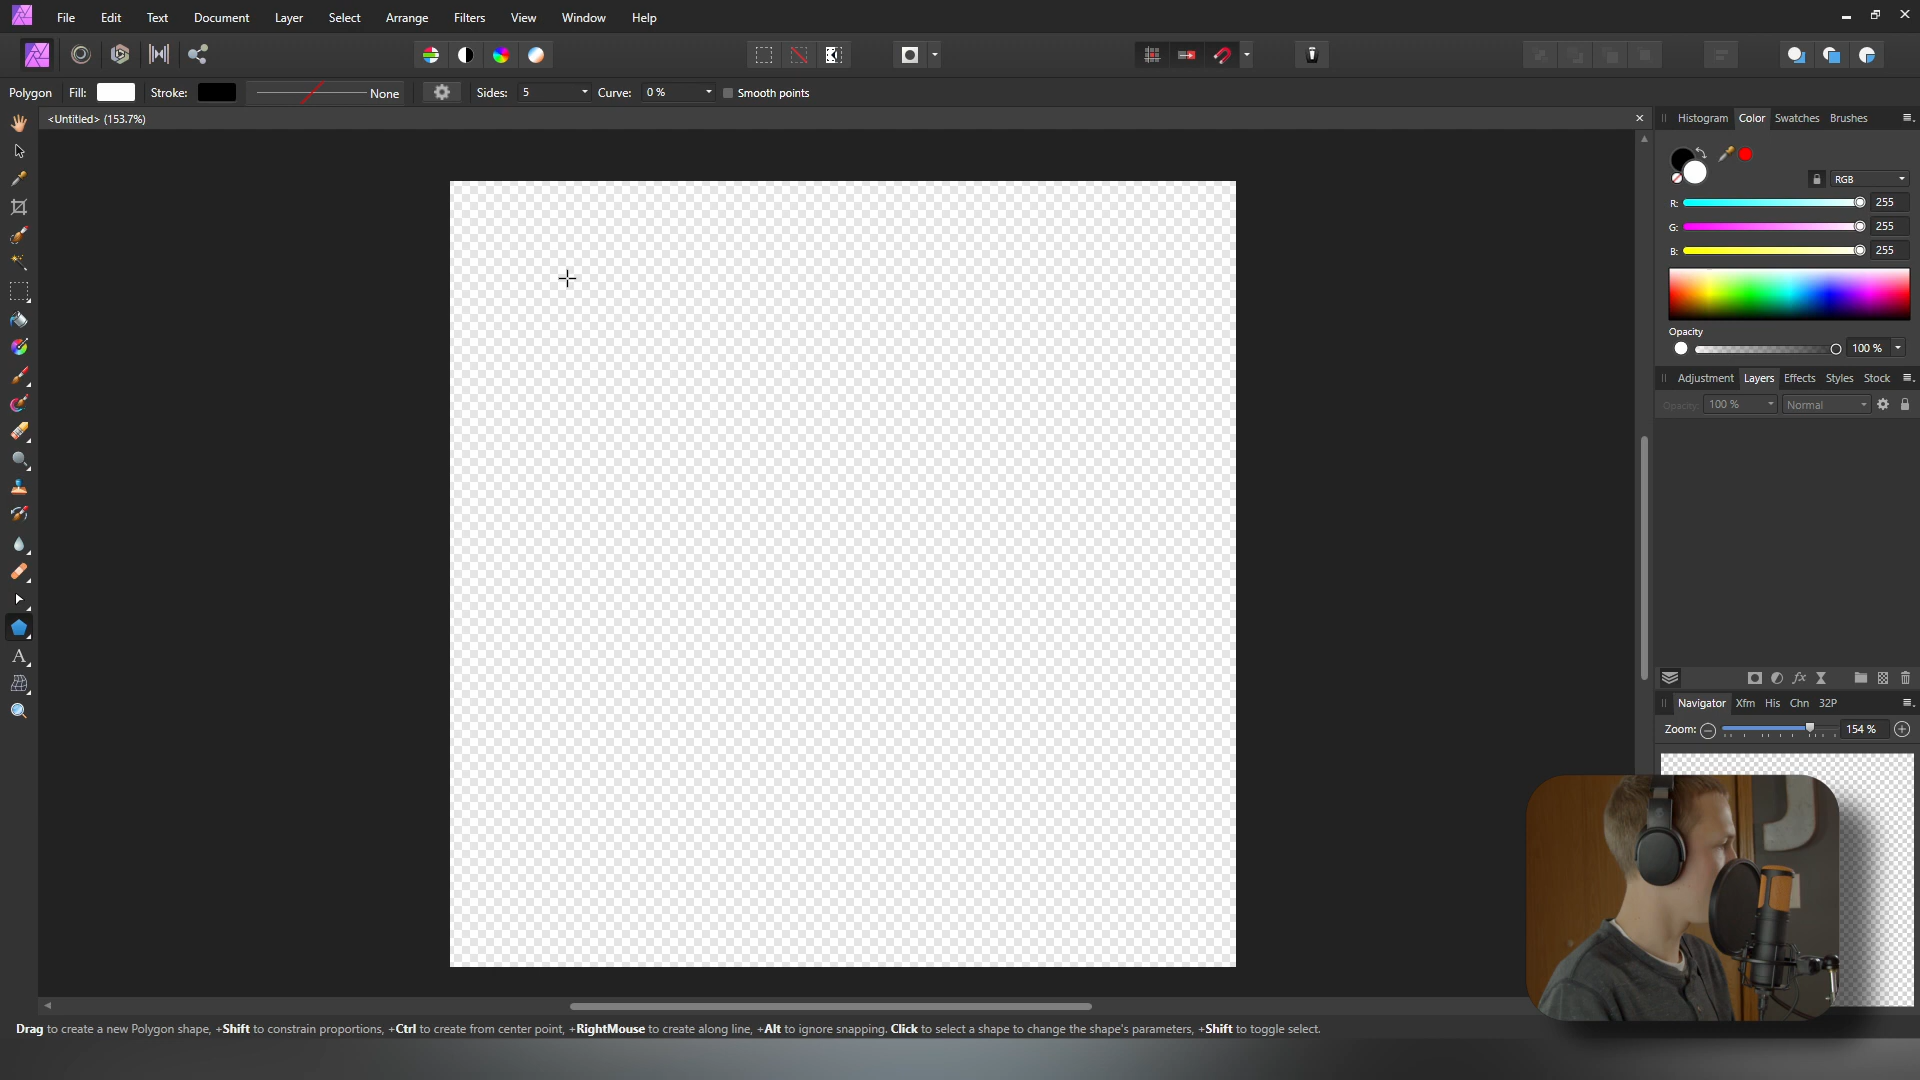 File Edit Text Document Layer Select Arrange Filters View Window Help
Polygon Fill: Stroke: None Sides: 5 Curve: 0 % Smooth points
<Untitled> (153.7%)
Histogram Color Swatches Brushes
RGB
R: 255
G: 255
B: 255
Opacity
100 %
Adjustment Layers Effects Styles Stock
Opacity: 100 % Normal
Navigator Xfm His Chn 32P
Zoom: 154 %
Drag to create a new Polygon shape, +Shift to constrain proportions, +Ctrl to create from center point, +RightMouse to create along line, +Alt to ignore snapping. Click to select a shape to change the shape's parameters, +Shift to toggle select.